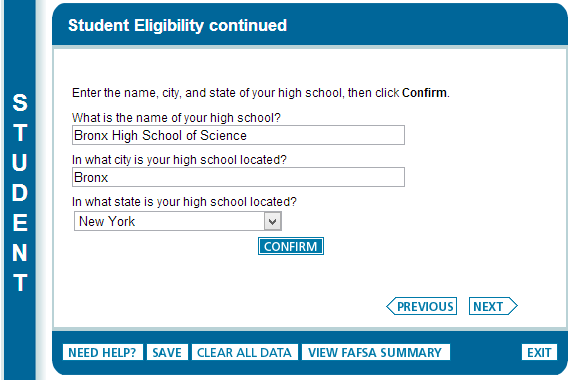 STUDENT
Student Eligibility continued
Enter the name, city, and state of your high school, then click Confirm.
What is the name of your high school?
Bronx High School of Science
In what city is your high school located?
Bronx
In what state is your high school located?
New York
CONFIRM
PREVIOUS NEXT
NEED HELP? SAVE CLEAR ALL DATA VIEW FAFSA SUMMARY EXIT